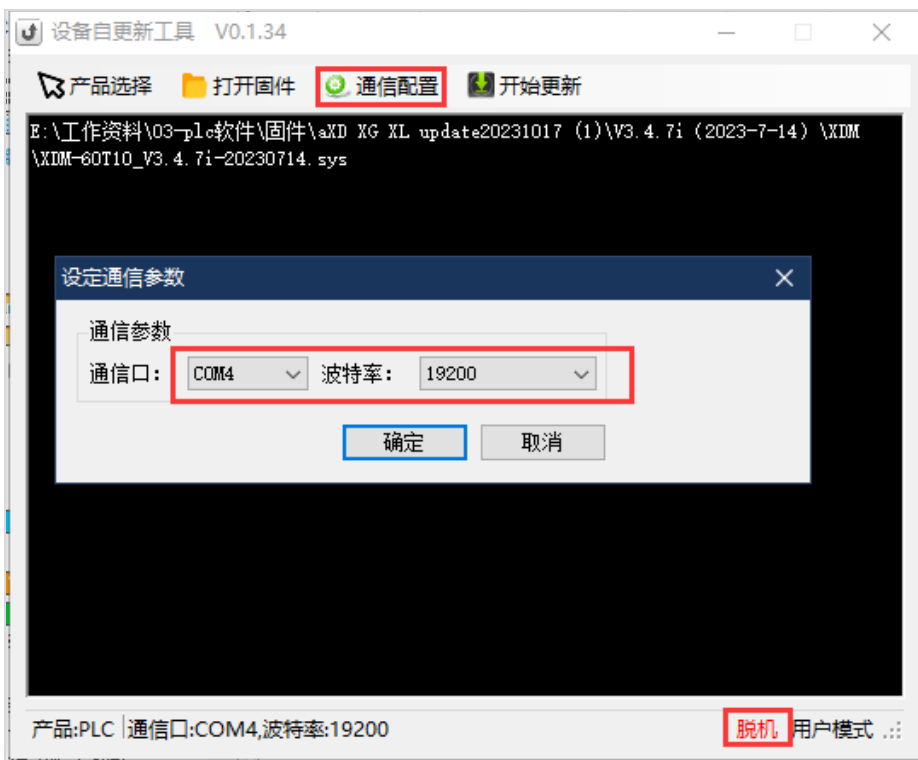 设备自更新工具 V0.1.34
产品选择 打开固件 通信配置 开始更新
E:\工作资料\03-plc软件\固件\aXD XG XL update20231017 (1)\V3.4.7i (2023-7-14) \XDM
\XDM-60T10_V3.4.7i-20230714.sys
设定通信参数
通信参数
通信口: COM4 波特率: 19200
确定 取消
产品:PLC 通信口:COM4,波特率:19200 脱机 用户模式